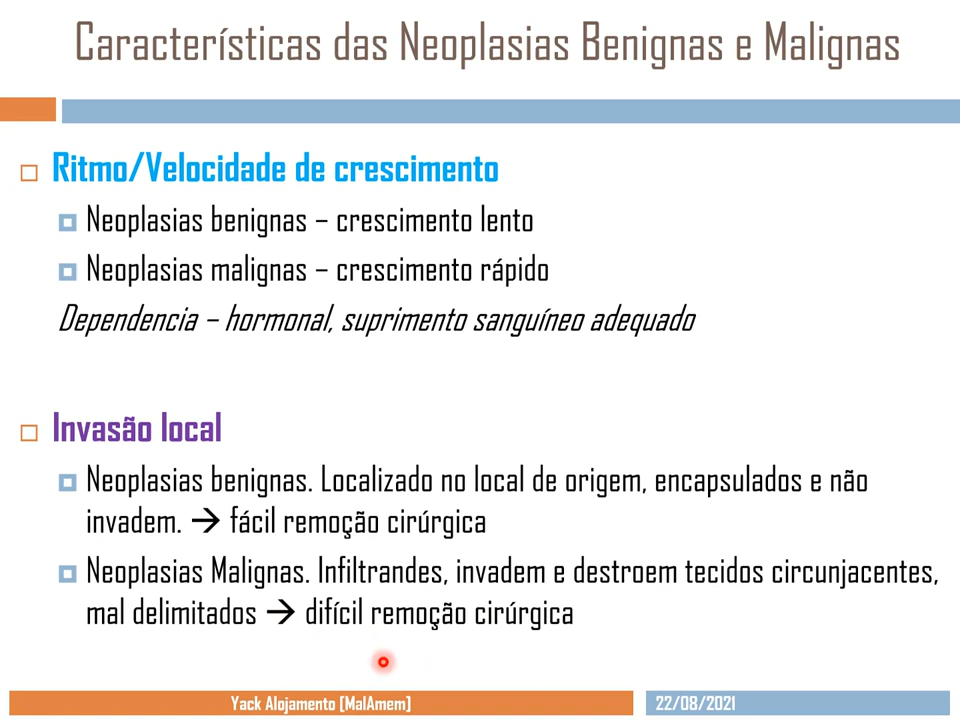 Características das Neoplasias Benignas e Malignas
Ritmo/Velocidade de crescimento
Neoplasias benignas – crescimento lento
Neoplasias malignas – crescimento rápido
Dependencia – hormonal, suprimento sanguíneo adequado
Invasão local
Neoplasias benignas. Localizado no local de origem, encapsulados e não
invadem. → fácil remoção cirúrgica
Neoplasias Malignas. Infiltrandes, invadem e destroem tecidos circunjacentes,
mal delimitados → difícil remoção cirúrgica
Yack Alojamento [MalAmem]
22/08/2021